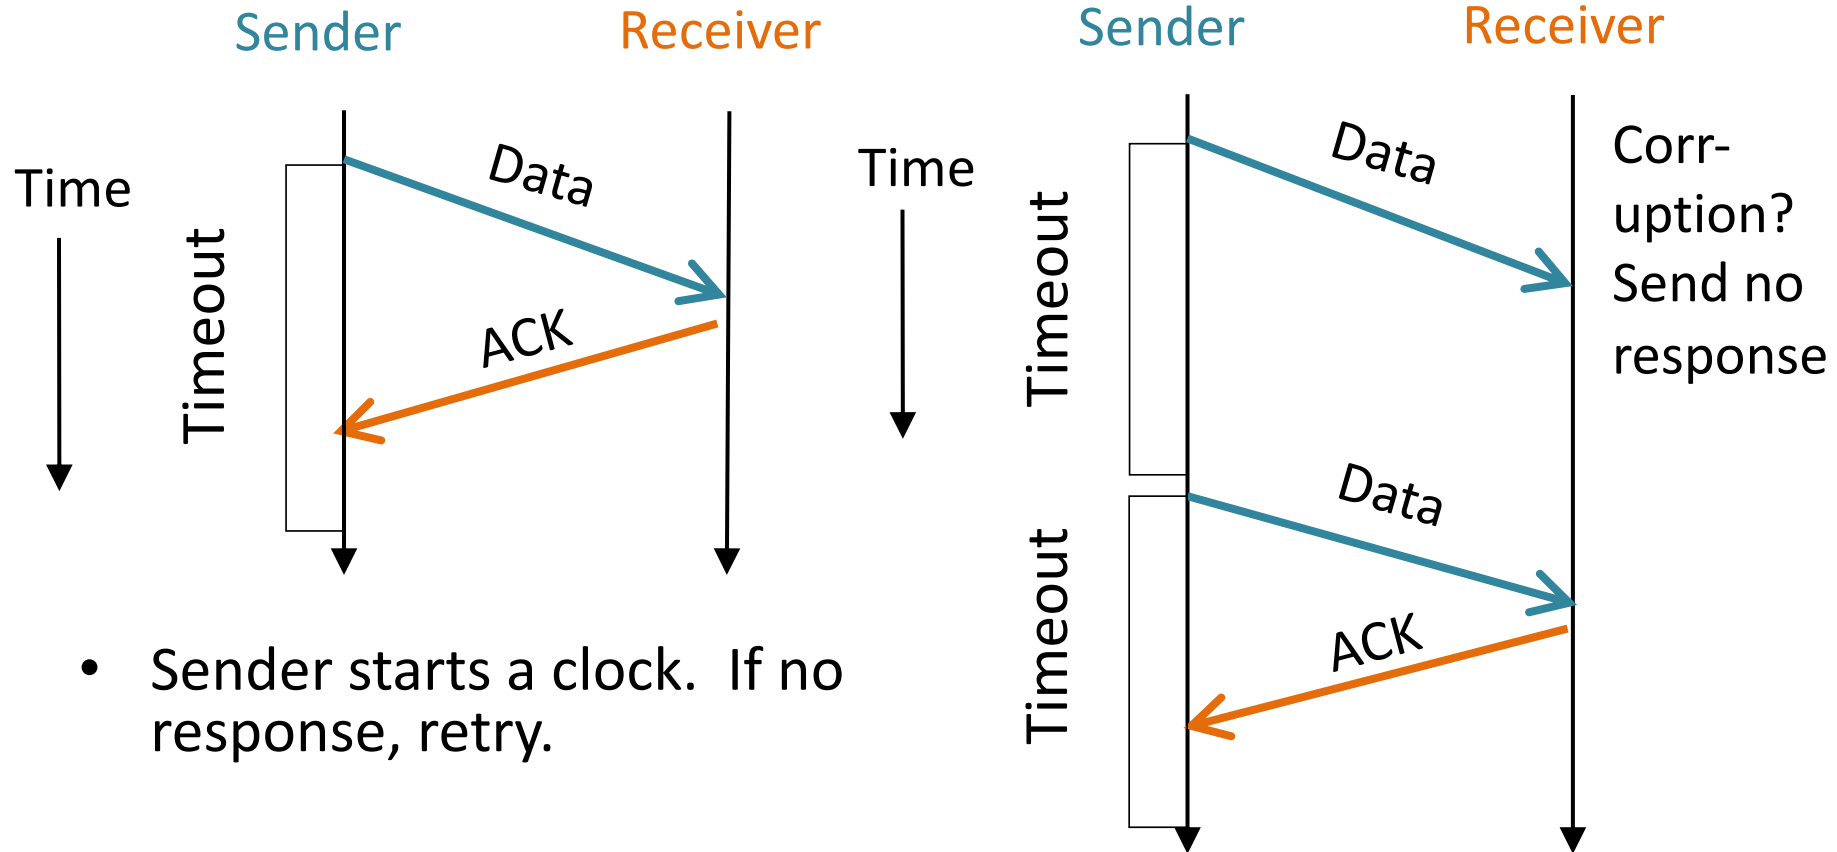 Sender
Receiver
Time
Timeout
Data
ACK
• Sender starts a clock.  If no
response, retry.
Sender
Receiver
Time
Timeout
Data
Corr-
uption?
Send no
response
Timeout
Data
ACK